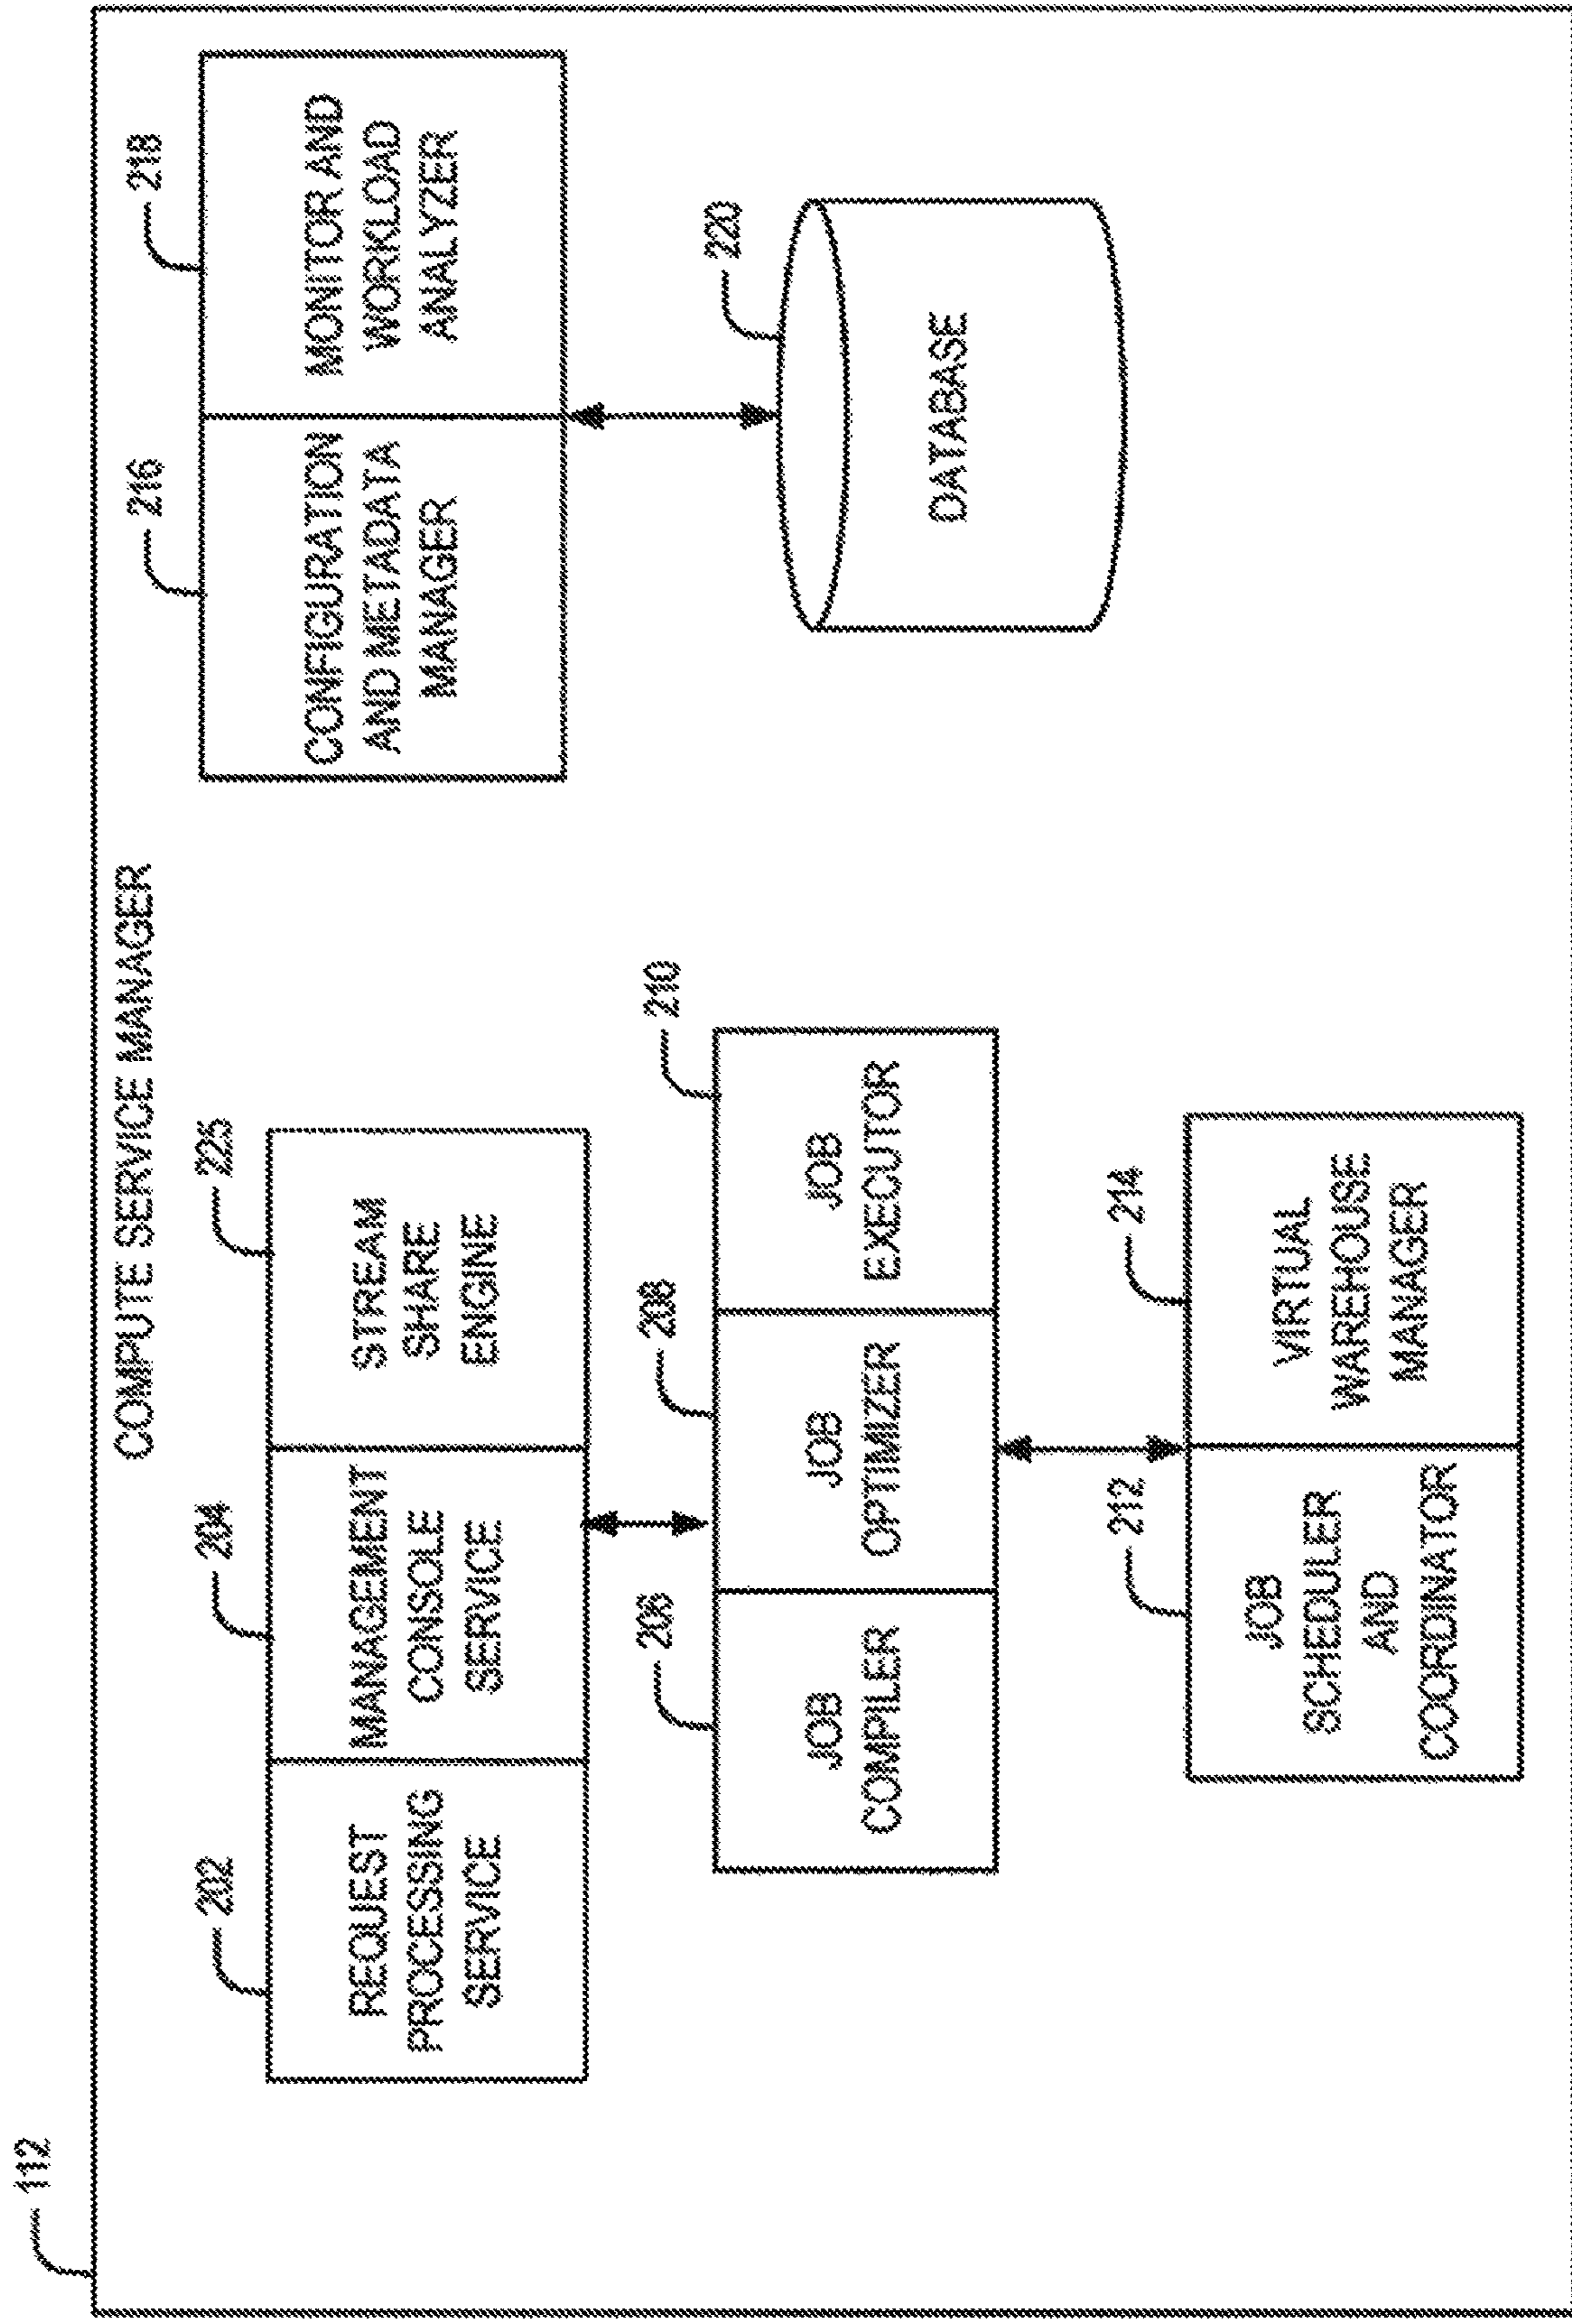 112
COMPUTE SERVICE MANAGER
202
REQUEST
PROCESSING
SERVICE
204
MANAGEMENT
CONSOLE
SERVICE
225
STREAM
SHARE
ENGINE
206
JOB
COMPILER
208
JOB
OPTIMIZER
210
JOB
EXECUTOR
212
JOB
SCHEDULER
AND
COORDINATOR
214
VIRTUAL
WAREHOUSE
MANAGER
216
CONFIGURATION
AND METADATA
MANAGER
218
MONITOR AND
WORKLOAD
ANALYZER
220
DATABASE